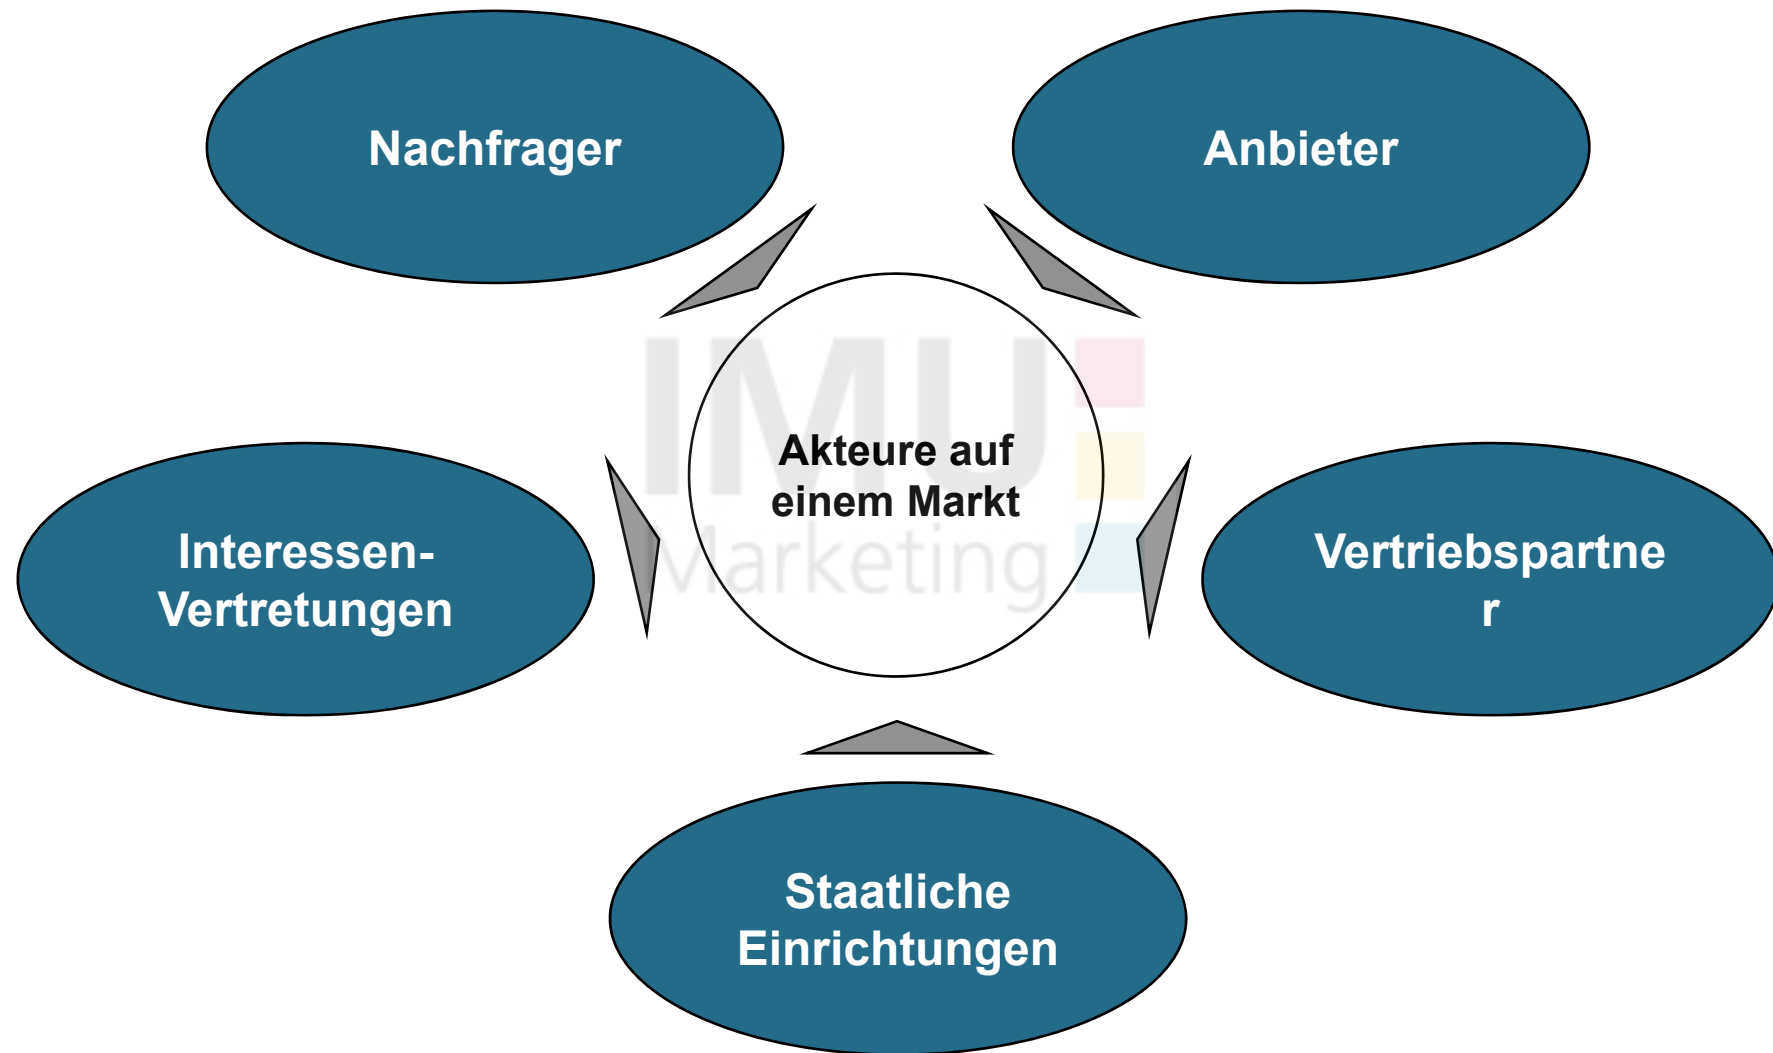 Nachfrager
Anbieter
IMU
Marketing
Akteure auf
einem Markt
Interessen-
Vertretungen
Vertriebspartne
r
Staatliche
Einrichtungen